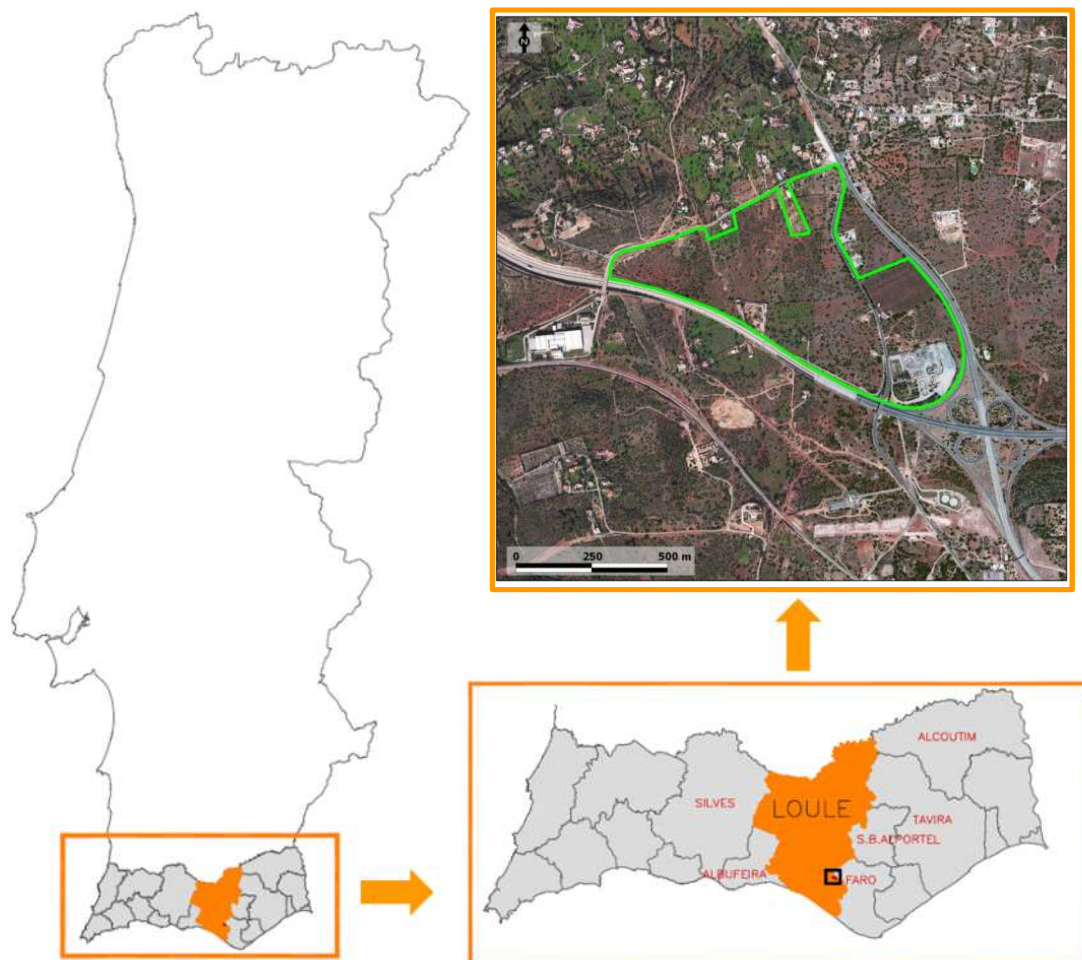 N
0 250 500 m
ALCOUTIM
SILVES
LOULE
TAVIRA
S.B.ALPORTEL
ALBUFEIRA
FARO